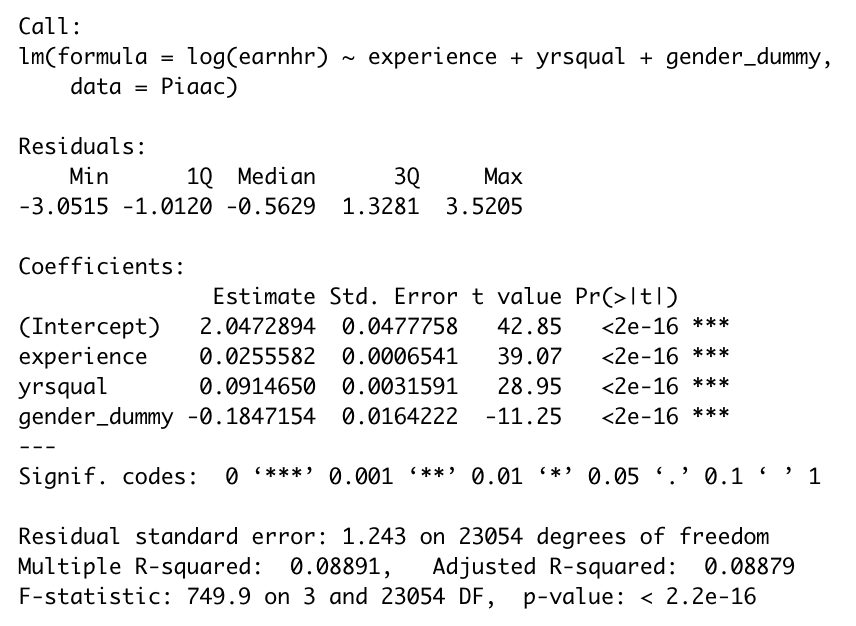 Call:
lm(formula = log(earnhr) ~ experience + yrsqual + gender_dummy,
    data = Piaac)

Residuals:
    Min      1Q  Median      3Q     Max
-3.0515 -1.0120 -0.5629  1.3281  3.5205

Coefficients:
               Estimate Std. Error t value Pr(>|t|)
(Intercept)   2.0472894  0.0477758   42.85   <2e-16 ***
experience    0.0255582  0.0006541   39.07   <2e-16 ***
yrsqual       0.0914650  0.0031591   28.95   <2e-16 ***
gender_dummy -0.1847154  0.0164222  -11.25   <2e-16 ***
---
Signif. codes:  0 ‘***’ 0.001 ‘**’ 0.01 ‘*’ 0.05 ‘.’ 0.1 ‘ ’ 1

Residual standard error: 1.243 on 23054 degrees of freedom
Multiple R-squared:  0.08891,   Adjusted R-squared:  0.08879
F-statistic: 749.9 on 3 and 23054 DF,  p-value: < 2.2e-16